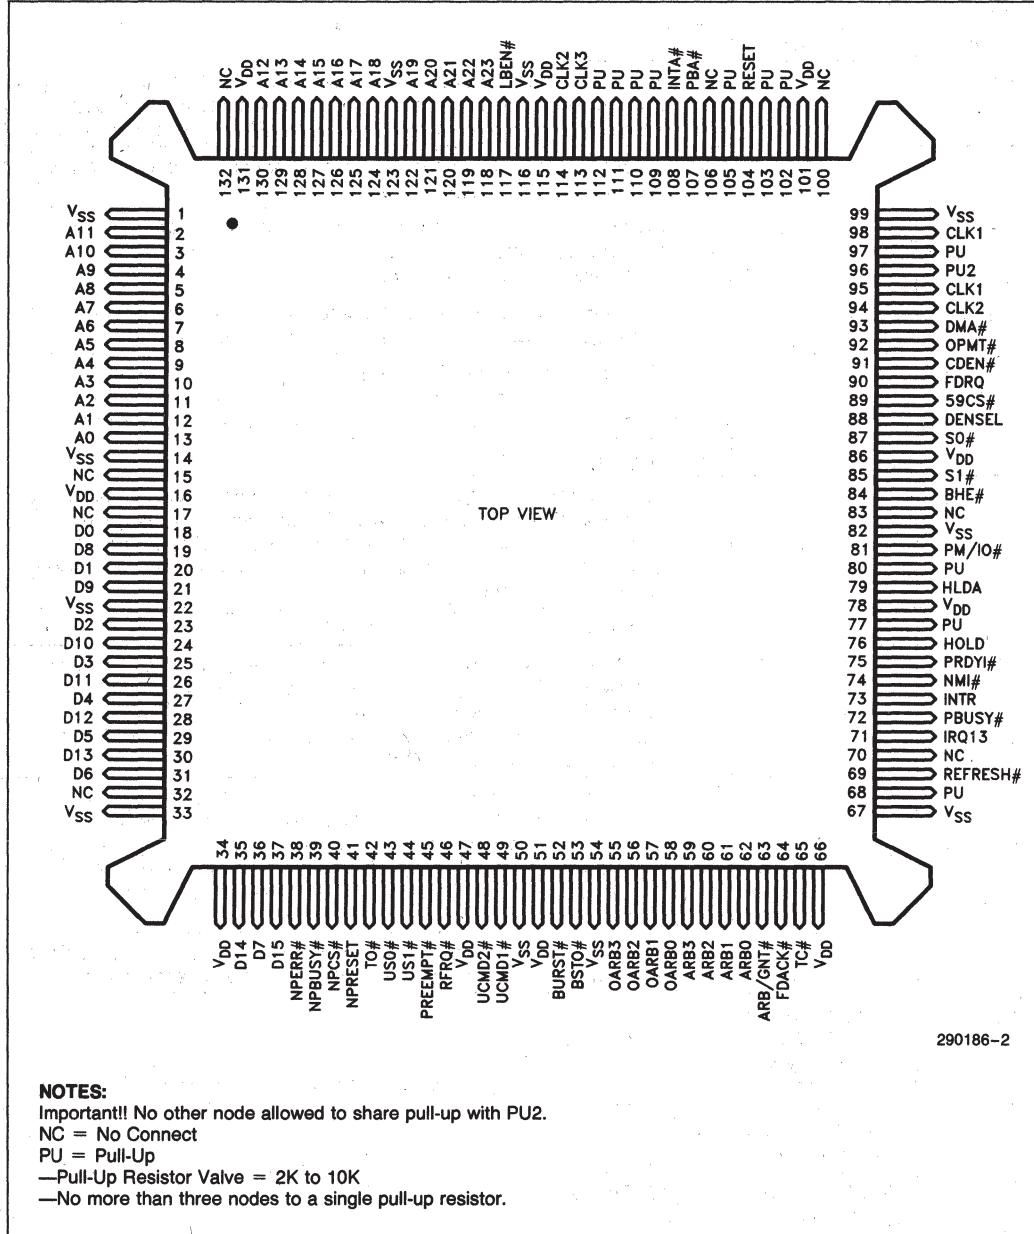 NC VDD A12 A13 A14 A15 A16 A17 A18 VSS A19 A20 A21 A22 A23 LBEN# VSS VDD CLK2 CLK3 PU PU PU PU INTA# PBA# NC PU RESET PU PU VDD NC
132 131 130 129 128 127 126 125 124 123 122 121 120 119 118 117 116 115 114 113 112 111 110 109 108 107 106 105 104 103 102 101 100
VSS 1 99 VSS
A11 2 98 CLK1
A10 3 97 PU
A9 4 96 PU2
A8 5 95 CLK1
A7 6 94 CLK2
A6 7 93 DMA#
A5 8 92 OPMT#
A4 9 91 CDEN#
A3 10 90 FDRQ
A2 11 89 59CS#
A1 12 88 DENSEL
A0 13 87 S0#
VSS 14 86 VDD
NC 15 85 S1#
VDD 16 84 BHE#
NC 17 83 NC
TOP VIEW
D0 18 82 VSS
D8 19 81 PM/IO#
D1 20 80 PU
D9 21 79 HLDA
VSS 22 78 VDD
D2 23 77 PU
D10 24 76 HOLD
D3 25 75 PRDYI#
D11 26 74 NMI#
D4 27 73 INTR
D12 28 72 PBUSY#
D5 29 71 IRQ13
D13 30 70 NC
D6 31 69 REFRESH#
NC 32 68 PU
VSS 33 67 VSS
34 35 36 37 38 39 40 41 42 43 44 45 46 47 48 49 50 51 52 53 54 55 56 57 58 59 60 61 62 63 64 65 66
VDD D14 D7 D15 NPERR# NPBUSY# NPCS# NPRESET TO# US0# US1# PREEMPT# RFRQ# VDD UCMD2# UCMD1# VSS VDD BURST# BSTO# VSS OARB3 OARB2 OARB1 OARB0 ARB3 ARB2 ARB1 ARB0 ARB/GNT# FDACK# TC# VDD
290186-2
NOTES:
Important!! No other node allowed to share pull-up with PU2.
NC = No Connect
PU = Pull-Up
—Pull-Up Resistor Valve = 2K to 10K
—No more than three nodes to a single pull-up resistor.